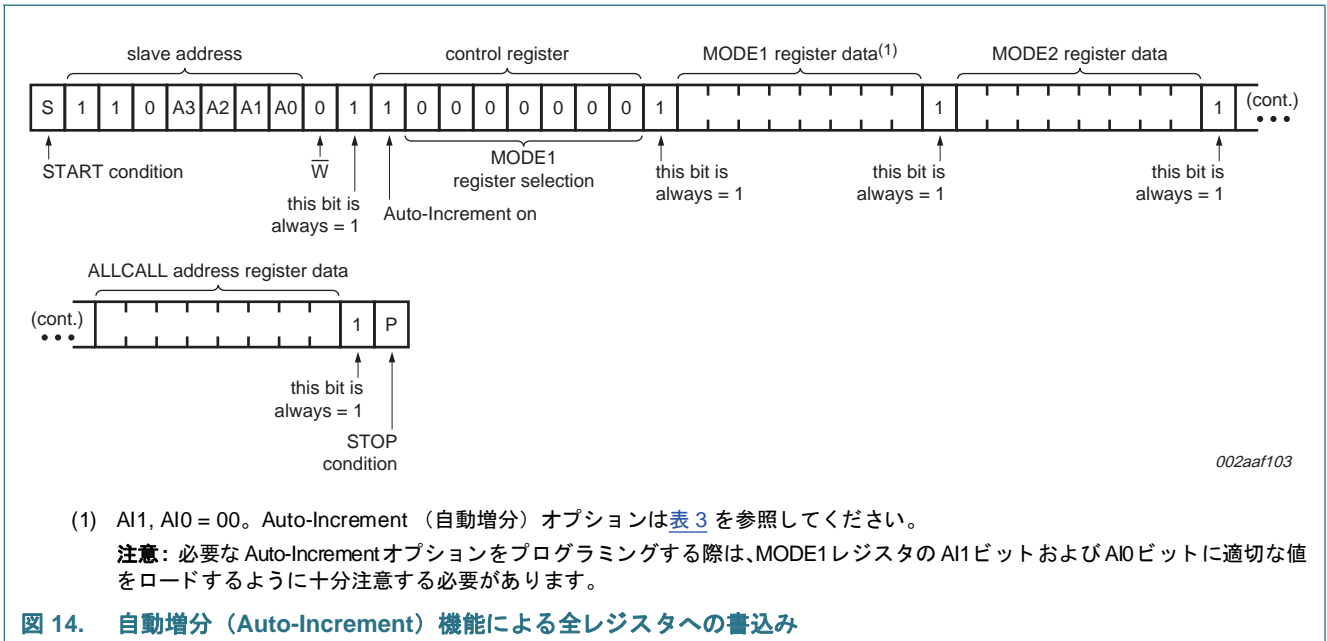 slave address control register MODE1 register data(1) MODE2 register data
S 1 1 0 A3 A2 A1 A0 0 1 1 0 0 0 0 0 0 0 1 1 1 (cont.)
START condition W MODE1 register selection
this bit is always = 1
Auto-Increment on
this bit is always = 1
this bit is always = 1
this bit is always = 1
ALLCALL address register data
(cont.) 1 P
this bit is always = 1
STOP condition
002aaf103
(1) AI1, AI0 = 00。Auto-Increment （自動増分）オプションは表 3 を参照してください。
注意: 必要な Auto-Incrementオプションをプログラミングする際は、MODE1レジスタの AI1ビットおよび AI0 ビットに適切な値
をロードするように十分注意する必要があります。
図 14. 自動増分（Auto-Increment）機能による全レジスタへの書込み